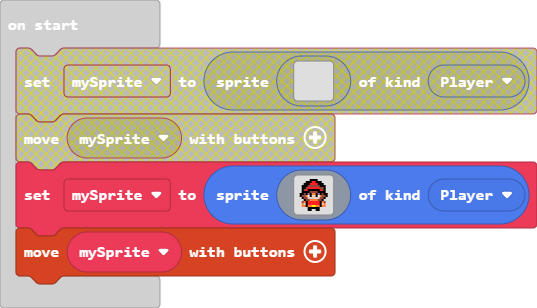 on start
set mySprite to sprite of kind Player
move mySprite with buttons
set mySprite to sprite of kind Player
move mySprite with buttons